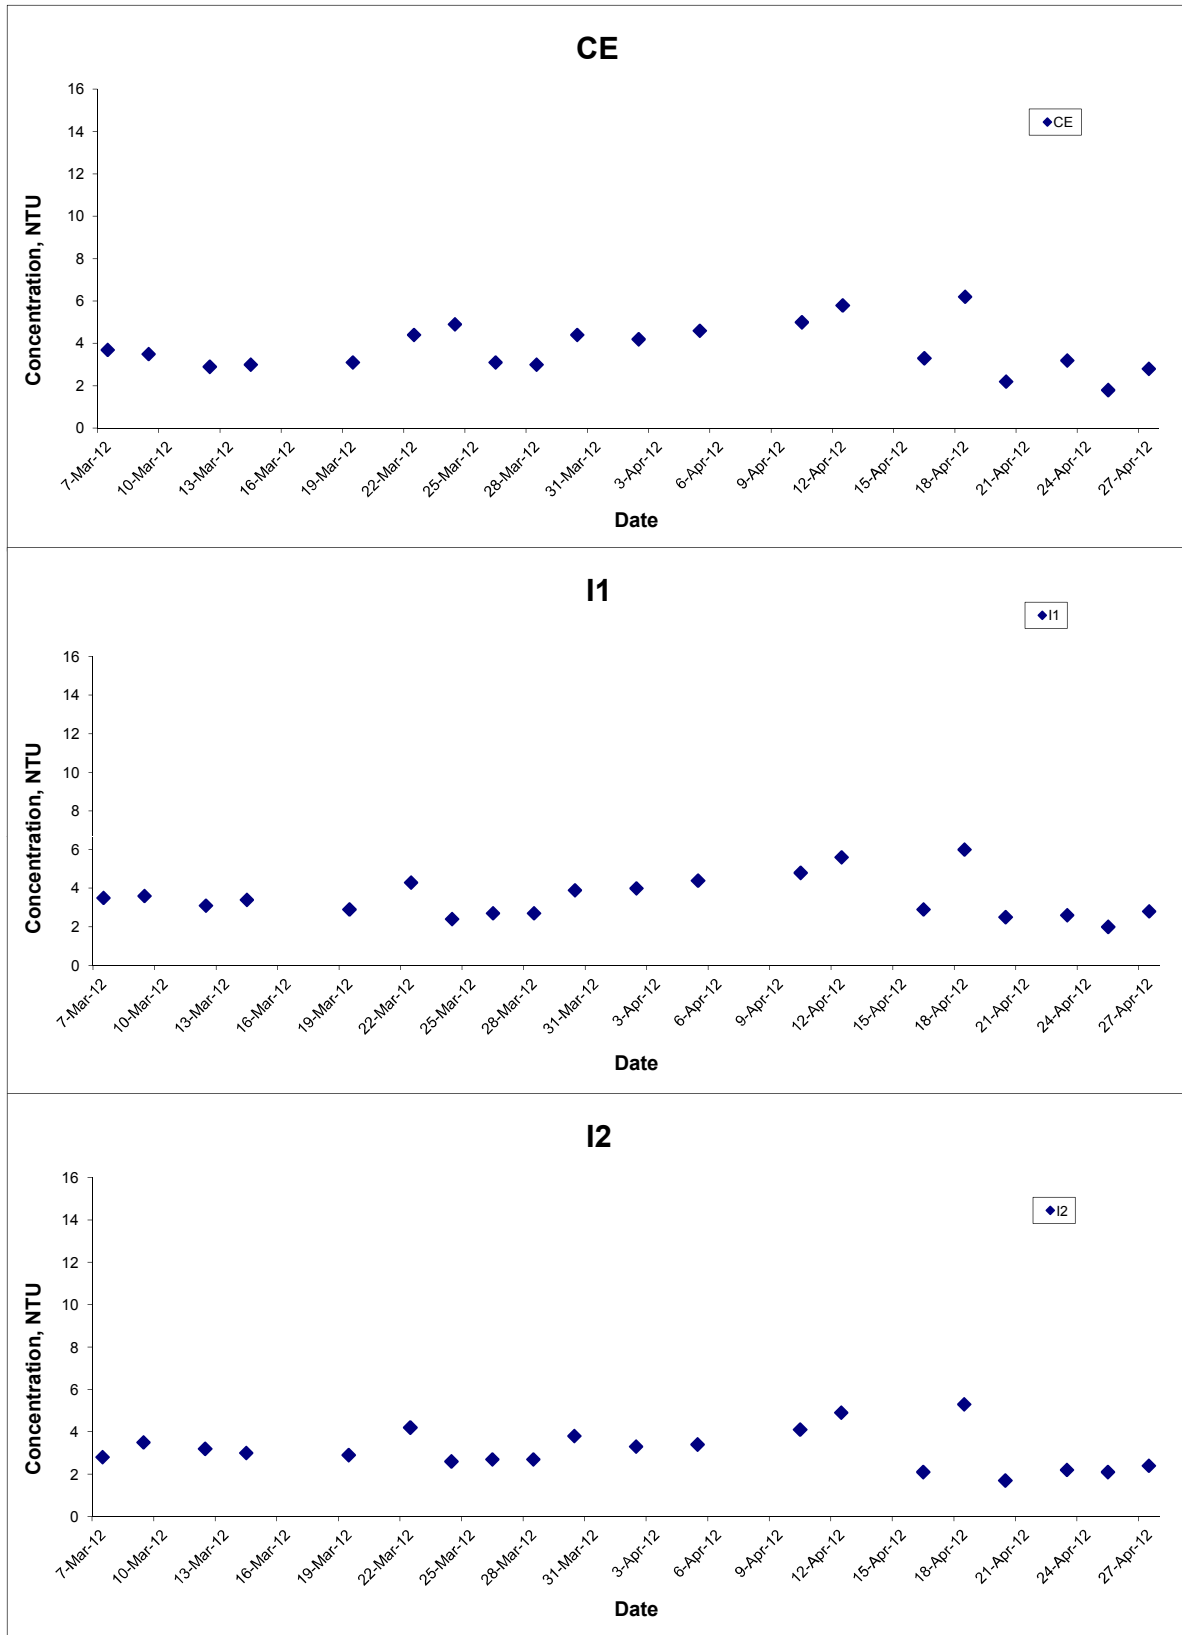 CE
16
14
12
10
8
6
4
2
0
Concentration, NTU
CE
7-Mar-12
10-Mar-12
13-Mar-12
16-Mar-12
19-Mar-12
22-Mar-12
25-Mar-12
28-Mar-12
31-Mar-12
3-Apr-12
6-Apr-12
9-Apr-12
12-Apr-12
15-Apr-12
18-Apr-12
21-Apr-12
24-Apr-12
27-Apr-12
Date
I1
I1
16
14
12
10
8
6
4
2
0
Concentration, NTU
7-Mar-12
10-Mar-12
13-Mar-12
16-Mar-12
19-Mar-12
22-Mar-12
25-Mar-12
28-Mar-12
31-Mar-12
3-Apr-12
6-Apr-12
9-Apr-12
12-Apr-12
15-Apr-12
18-Apr-12
21-Apr-12
24-Apr-12
27-Apr-12
Date
I2
16
14
12
10
8
6
4
2
0
Concentration, NTU
I2
7-Mar-12
10-Mar-12
13-Mar-12
16-Mar-12
19-Mar-12
22-Mar-12
25-Mar-12
28-Mar-12
31-Mar-12
3-Apr-12
6-Apr-12
9-Apr-12
12-Apr-12
15-Apr-12
18-Apr-12
21-Apr-12
24-Apr-12
27-Apr-12
Date